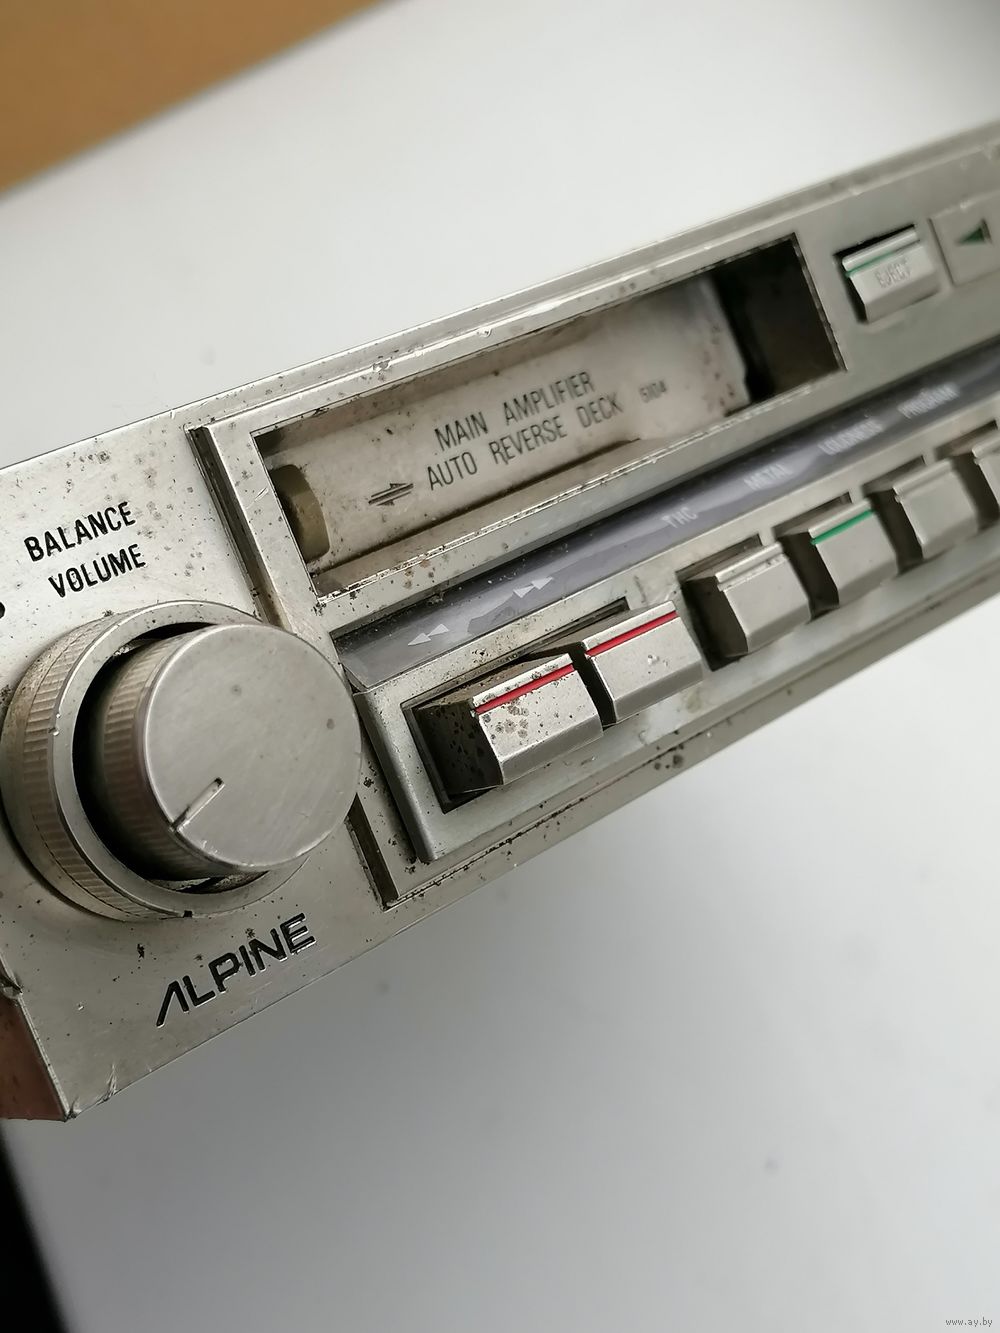 MAIN AMPLIFIER
AUTO REVERSE DECK 5104
EJECT
BALANCE
VOLUME
THC METAL LOUDNESS PROGRAM
ALPINE
www.ay.by